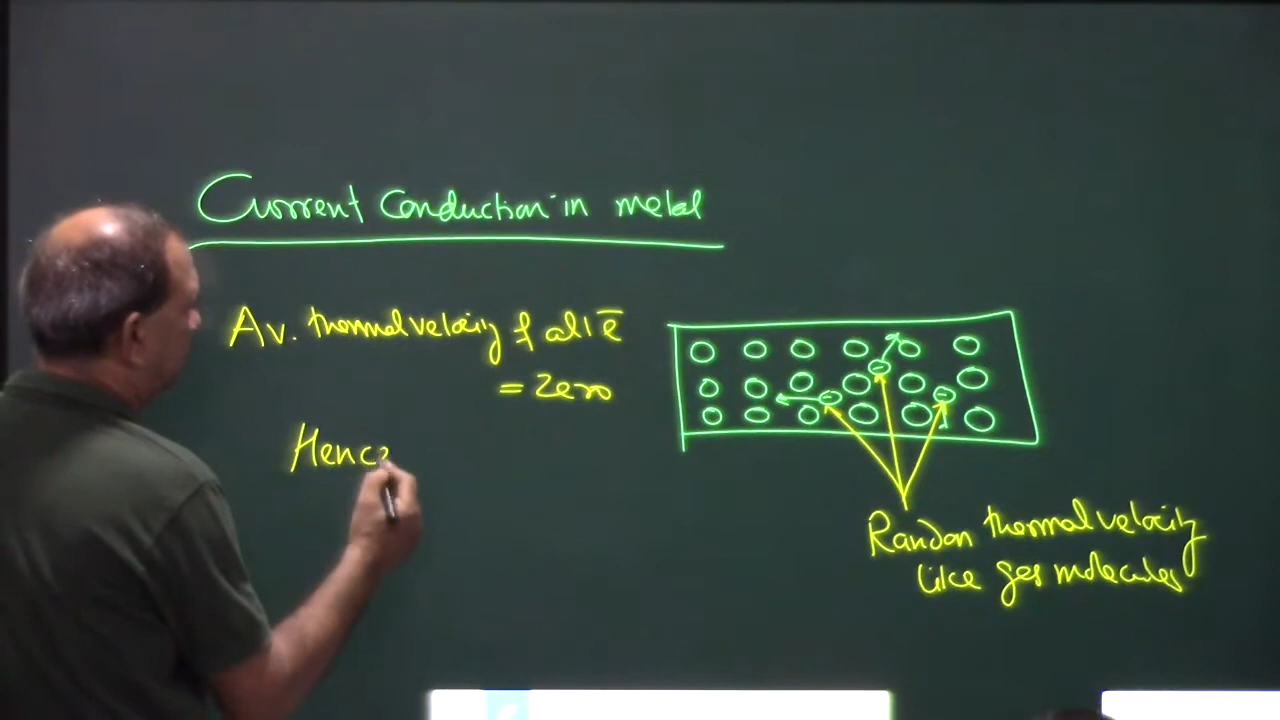 Current Conduction in metal
Av. thermal velocity of all ē
= Zero
Hence
Random thermal velocity
like gas molecules